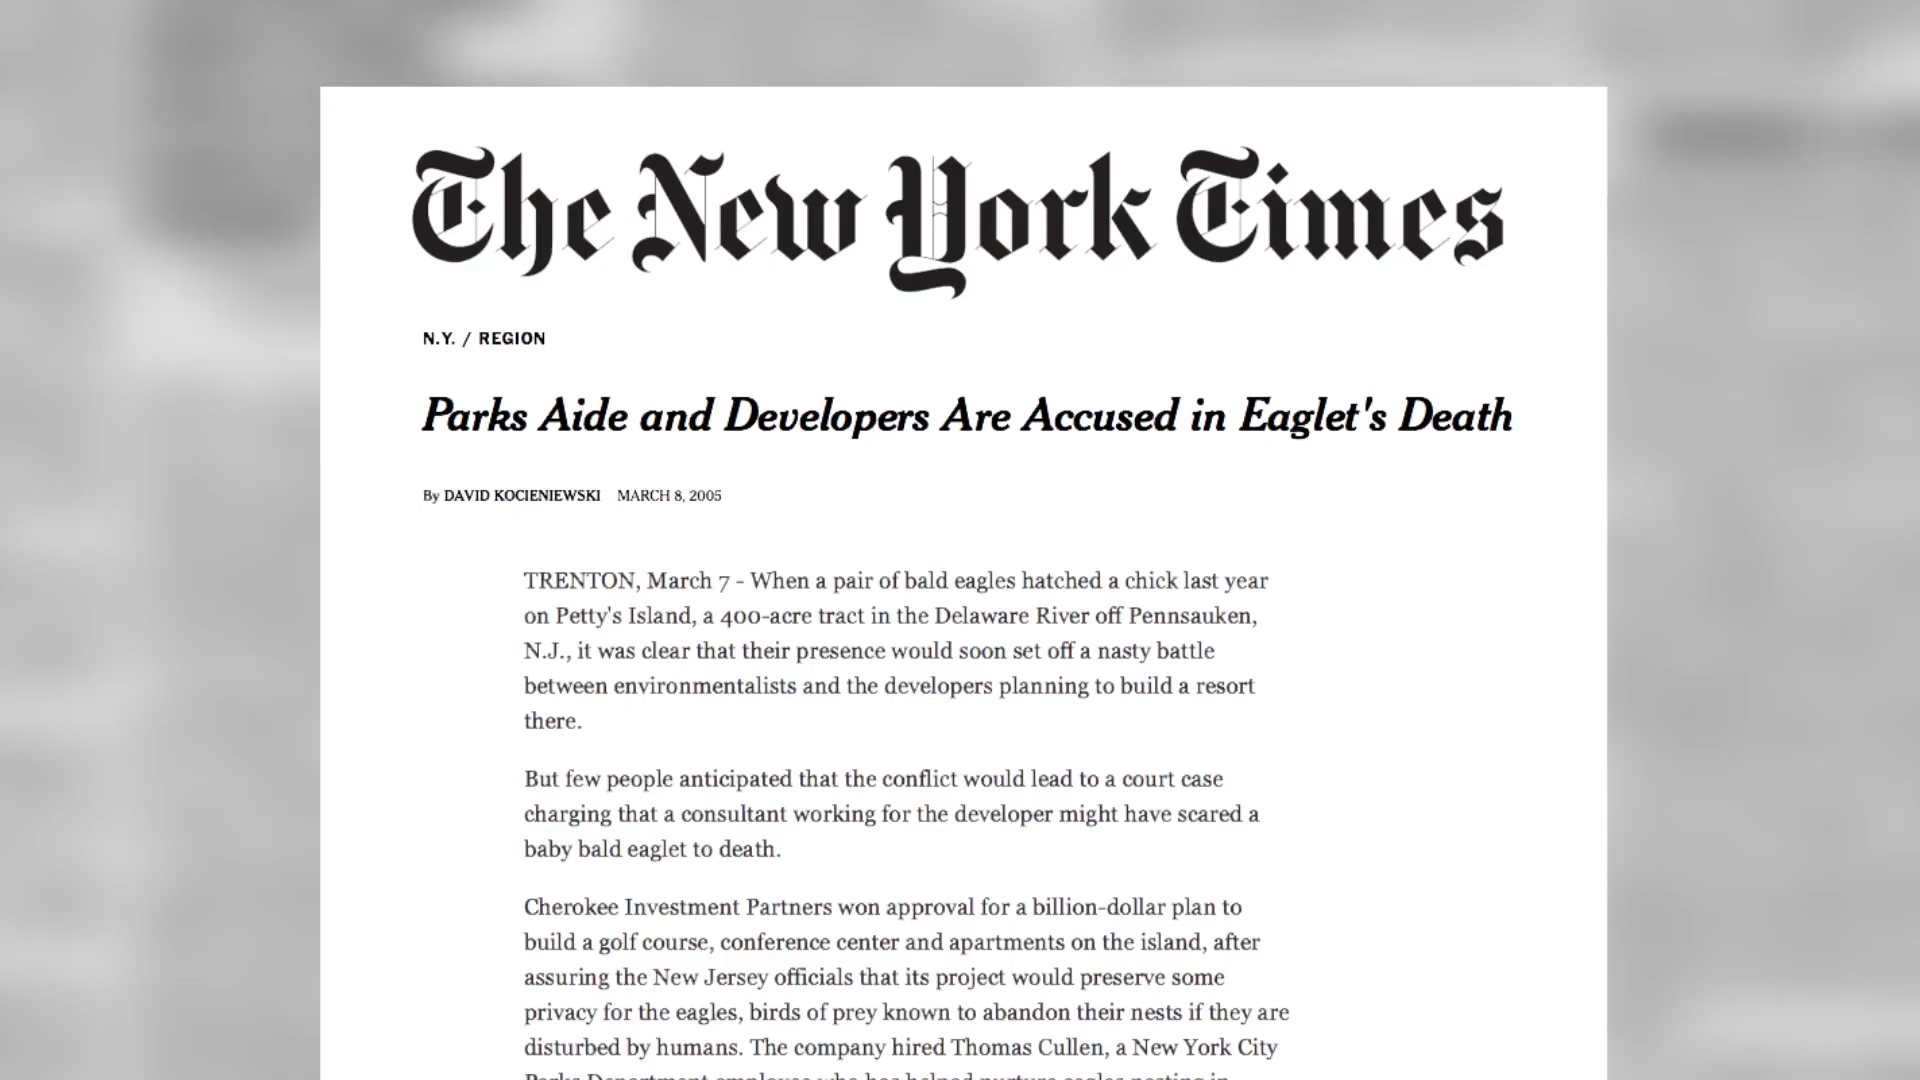 The New York Times
N.Y. / REGION
Parks Aide and Developers Are Accused in Eaglet's Death
By DAVID KOCIENIEWSKI MARCH 8, 2005
TRENTON, March 7 - When a pair of bald eagles hatched a chick last year
on Petty's Island, a 400-acre tract in the Delaware River off Pennsauken,
N.J., it was clear that their presence would soon set off a nasty battle
between environmentalists and the developers planning to build a resort
there.
But few people anticipated that the conflict would lead to a court case
charging that a consultant working for the developer might have scared a
baby bald eaglet to death.
Cherokee Investment Partners won approval for a billion-dollar plan to
build a golf course, conference center and apartments on the island, after
assuring the New Jersey officials that its project would preserve some
privacy for the eagles, birds of prey known to abandon their nests if they are
disturbed by humans. The company hired Thomas Cullen, a New York City